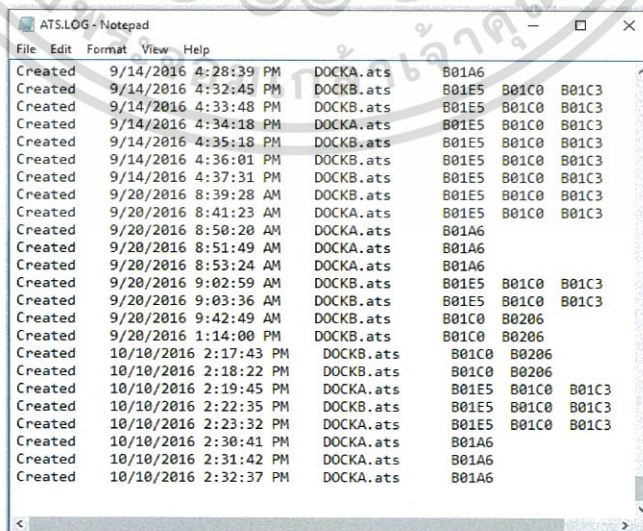 ATS.LOG - Notepad
File Edit Format View Help
Created 9/14/2016 4:28:39 PM DOCKA.ats B01A6
Created 9/14/2016 4:32:45 PM DOCKB.ats B01E5 B01C0 B01C3
Created 9/14/2016 4:33:48 PM DOCKB.ats B01E5 B01C0 B01C3
Created 9/14/2016 4:34:18 PM DOCKA.ats B01E5 B01C0 B01C3
Created 9/14/2016 4:35:18 PM DOCKB.ats B01E5 B01C0 B01C3
Created 9/14/2016 4:36:01 PM DOCKB.ats B01E5 B01C0 B01C3
Created 9/14/2016 4:37:31 PM DOCKB.ats B01E5 B01C0 B01C3
Created 9/20/2016 8:39:28 AM DOCKB.ats B01E5 B01C0 B01C3
Created 9/20/2016 8:41:23 AM DOCKA.ats B01E5 B01C0 B01C3
Created 9/20/2016 8:50:20 AM DOCKA.ats B01A6
Created 9/20/2016 8:51:49 AM DOCKA.ats B01A6
Created 9/20/2016 8:53:24 AM DOCKA.ats B01A6
Created 9/20/2016 9:02:59 AM DOCKB.ats B01E5 B01C0 B01C3
Created 9/20/2016 9:03:36 AM DOCKB.ats B01E5 B01C0 B01C3
Created 9/20/2016 9:42:49 AM DOCKB.ats B01C0 B0206
Created 9/20/2016 1:14:00 PM DOCKB.ats B01C0 B0206
Created 10/10/2016 2:17:43 PM DOCKB.ats B01C0 B0206
Created 10/10/2016 2:18:22 PM DOCKB.ats B01C0 B0206
Created 10/10/2016 2:19:45 PM DOCKA.ats B01E5 B01C0 B01C3
Created 10/10/2016 2:22:35 PM DOCKB.ats B01E5 B01C0 B01C3
Created 10/10/2016 2:23:32 PM DOCKA.ats B01E5 B01C0 B01C3
Created 10/10/2016 2:30:41 PM DOCKA.ats B01A6
Created 10/10/2016 2:31:42 PM DOCKA.ats B01A6
Created 10/10/2016 2:32:37 PM DOCKA.ats B01A6